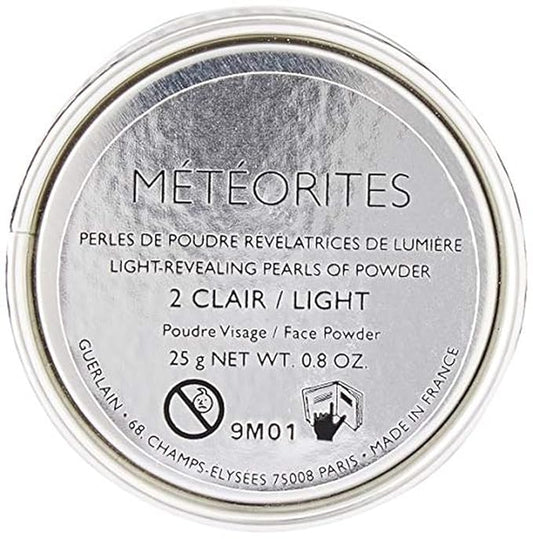 MÉTÉORITES
PERLES DE POUDRE RÉVÉLATRICES DE LUMIÈRE
LIGHT-REVEALING PEARLS OF POWDER
2 CLAIR / LIGHT
Poudre Visage / Face Powder
25 g NET WT. 0.8 OZ.
9M01
GUERLAIN • 68, CHAMPS-ELYSÉES 75008 PARIS • MADE IN FRANCE